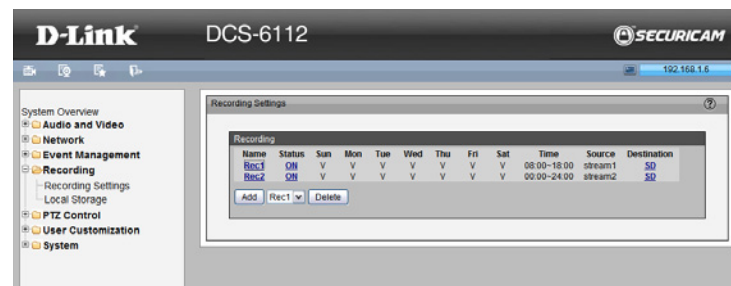 D-Link
DCS-6112
SECURICAM
192.168.1.6
System Overview
Audio and Video
Network
Event Management
Recording
Recording Settings
Local Storage
PTZ Control
User Customization
System
Recording Settings
Recording
Name Status Sun Mon Tue Wed Thu Fri Sat Time Source Destination
Rec1 ON V V V V V V V 08:00~18:00 stream1 SD
Rec2 ON V V V V V V V 00:00~24:00 stream2 SD
Add Rec1 Delete